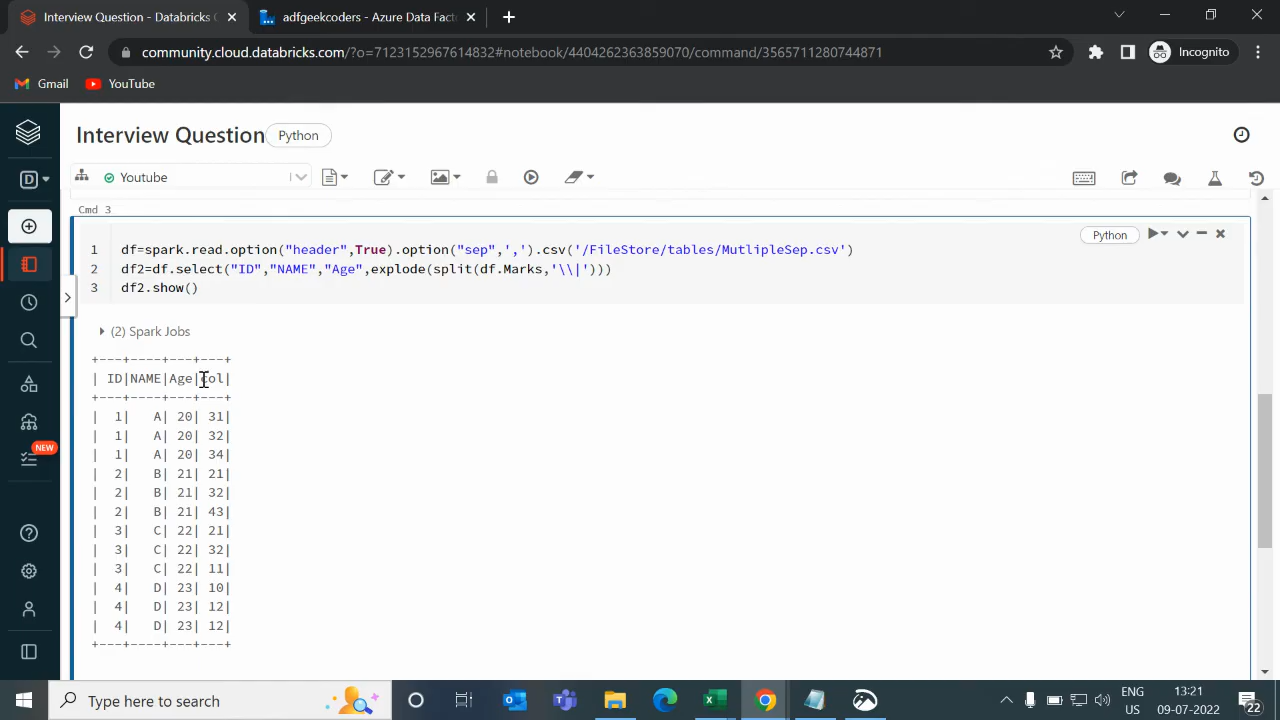 Interview Question - Databricks C
adfgeekcoders - Azure Data Fact
community.cloud.databricks.com/?o=7123152967614832#notebook/4404262363859070/command/3565711280744871
Incognito
Gmail
YouTube
Interview Question
Python
D
Youtube
Cmd 3
Python
1 df=spark.read.option("header",True).option("sep",',').csv('/FileStore/tables/MutlipleSep.csv')
2 df2=df.select("ID","NAME","Age",explode(split(df.Marks,'\\|')))
3 df2.show()
(2) Spark Jobs
+---+----+---+---+
| ID|NAME|Age|col|
+---+----+---+---+
| 1| A| 20| 31|
| 1| A| 20| 32|
| 1| A| 20| 34|
| 2| B| 21| 21|
| 2| B| 21| 32|
| 2| B| 21| 43|
| 3| C| 22| 21|
| 3| C| 22| 32|
| 3| C| 22| 11|
| 4| D| 23| 10|
| 4| D| 23| 12|
| 4| D| 23| 12|
+---+----+---+---+
NEW
Type here to search
ENG
US
13:21
09-07-2022
22